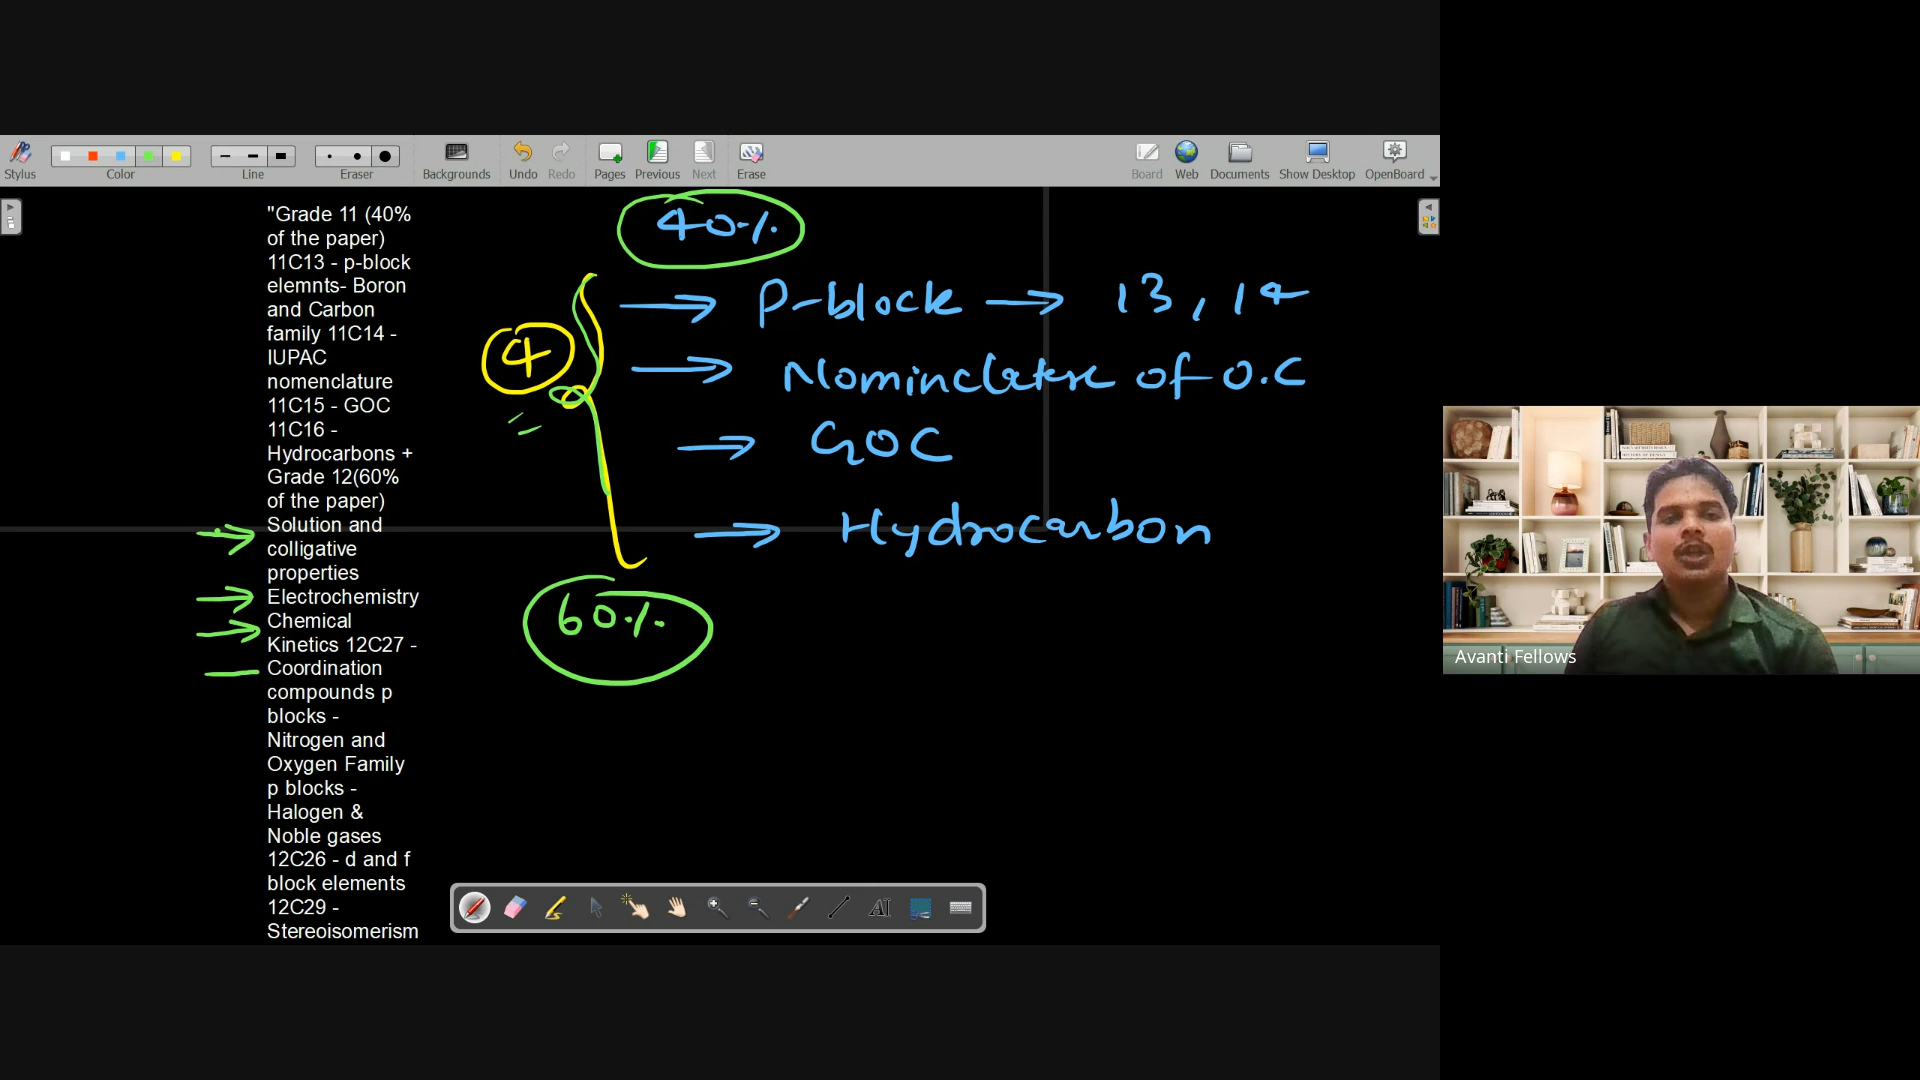 Stylus
Color
Line
Eraser
Backgrounds
Undo
Redo
Pages
Previous
Next
Erase
Board
Web
Documents
Show Desktop
OpenBoard
"Grade 11 (40%
of the paper)
11C13 - p-block
elemnts- Boron
and Carbon
family 11C14 -
IUPAC
nomenclature
11C15 - GOC
11C16 -
Hydrocarbons +
Grade 12(60%
of the paper)
Solution and
colligative
properties
Electrochemistry
Chemical
Kinetics 12C27 -
Coordination
compounds p
blocks -
Nitrogen and
Oxygen Family
p blocks -
Halogen &
Noble gases
12C26 - d and f
block elements
12C29 -
Stereoisomerism
40%
4
→ P-block → 13, 14
→ Nominclature of O.C
→ GOC
→ Hydrocarbon
60%
AI
Avanti Fellows